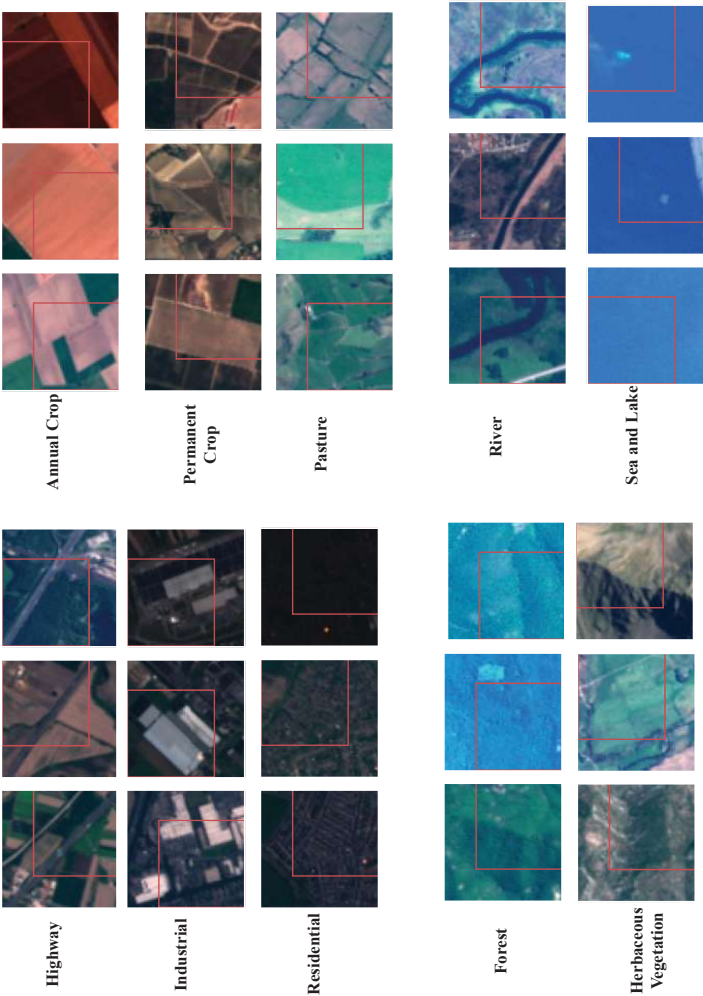 Annual Crop
Permanent
Crop
Pasture
River
Sea and Lake
Highway
Industrial
Residential
Forest
Herbaceous
Vegetation